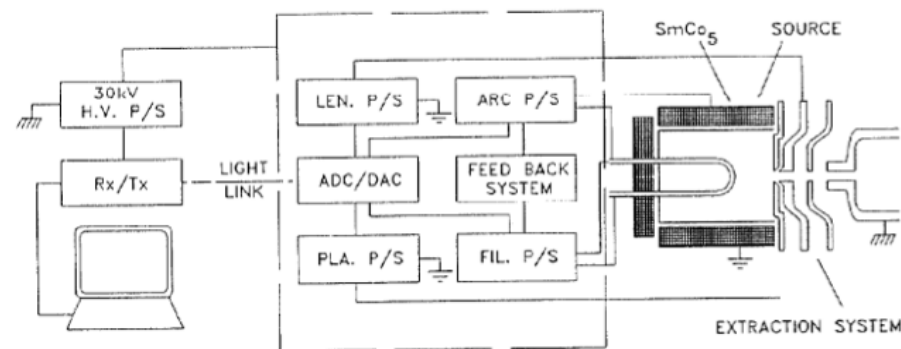 SmCo5
SOURCE
30kV
H.V. P/S
LEN. P/S
ARC P/S
Rx/Tx
LIGHT
LINK
ADC/DAC
FEED BACK
SYSTEM
PLA. P/S
FIL. P/S
EXTRACTION SYSTEM